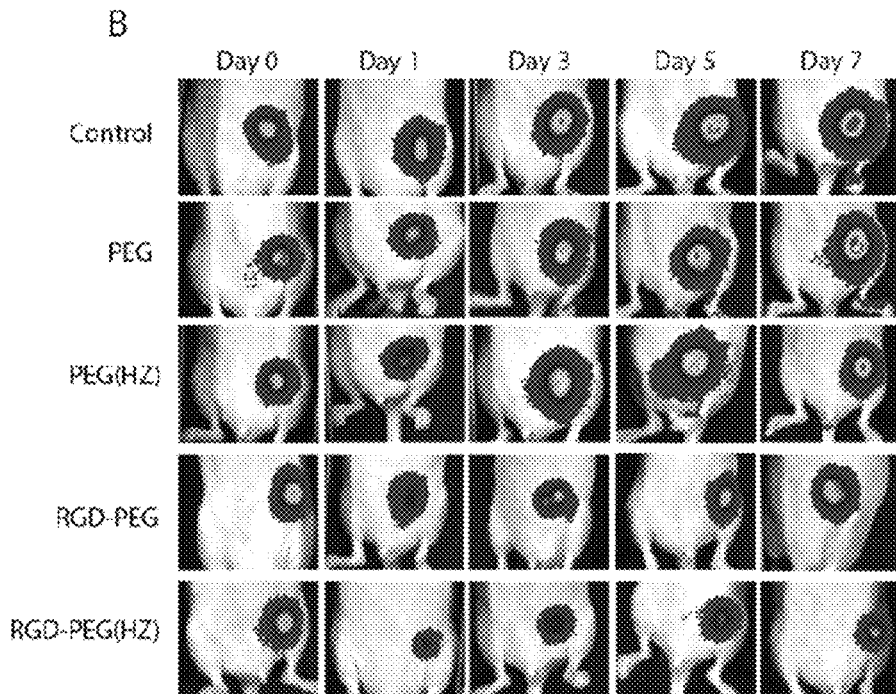 B
Day 0 Day 1 Day 3 Day 5 Day 7
Control
PEG
PEG(HZ)
RGD-PEG
RGD-PEG(HZ)